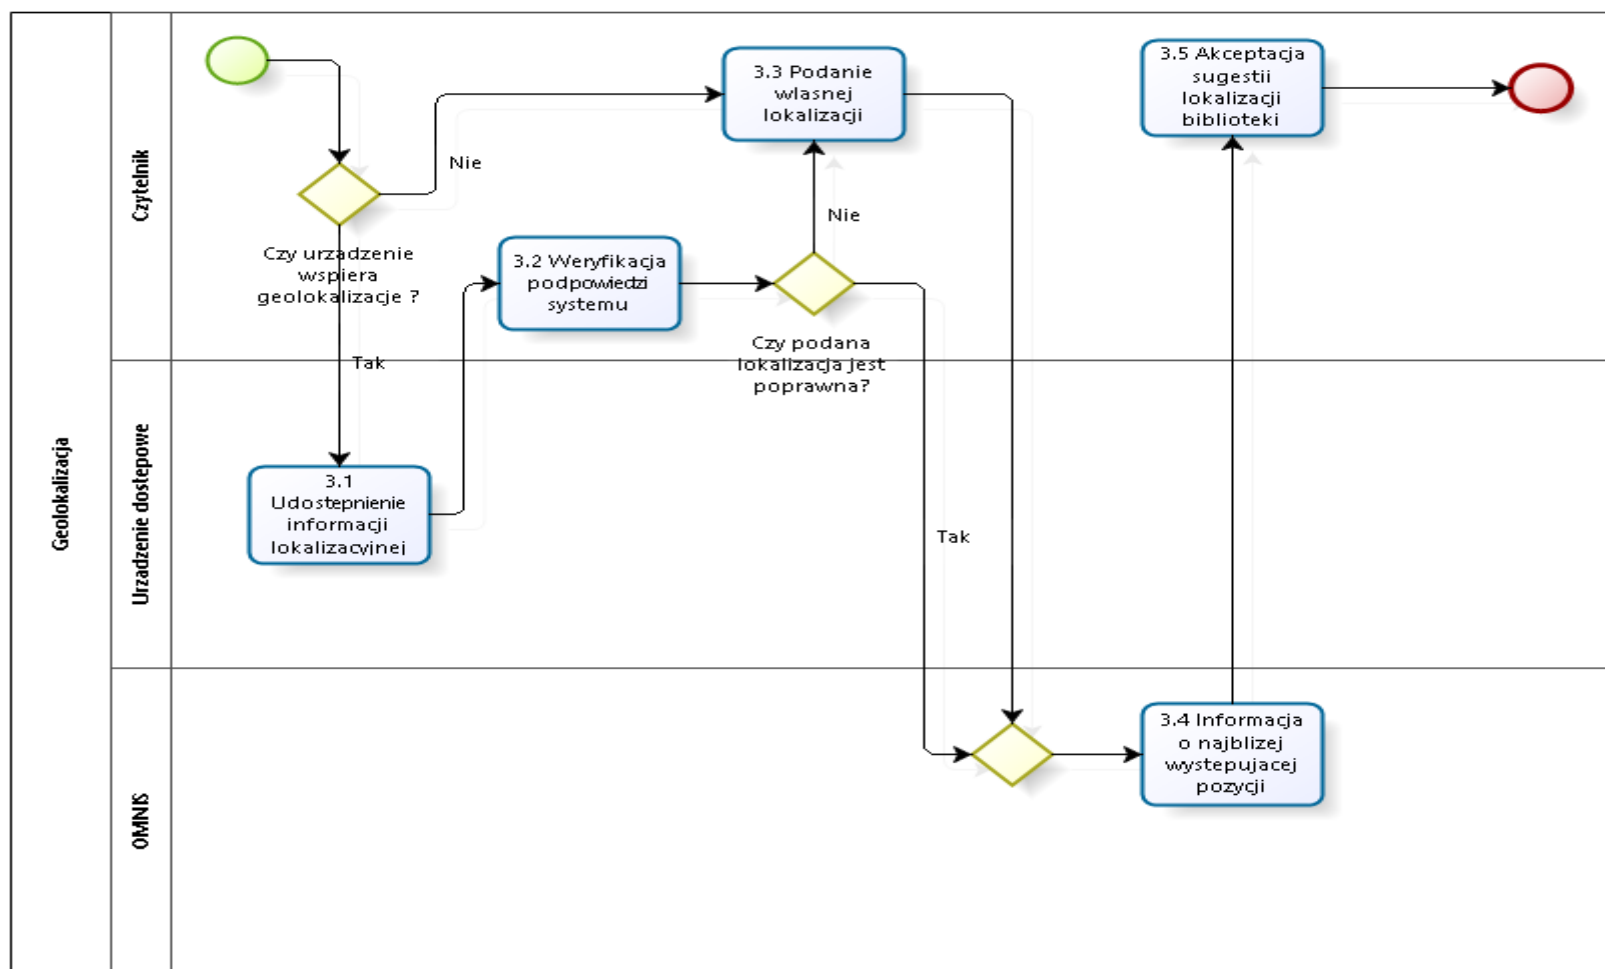 Geolokalizacja
Czytelnik
Urzadzenie dostepowe
OMNIS
Czy urzadzenie
wspiera
geolokalizacje ?
Nie
Tak
3.1
Udostepnienie
informacji
lokalizacyjnej
3.2 Weryfikacja
podpowiedzi
systemu
3.3 Podanie
wlasnej
lokalizacji
Nie
Czy podana
lokalizacja jest
poprawna?
Tak
3.4 Informacja
o najblizej
wystepujacej
pozycji
3.5 Akceptacja
sugestii
lokalizacji
biblioteki